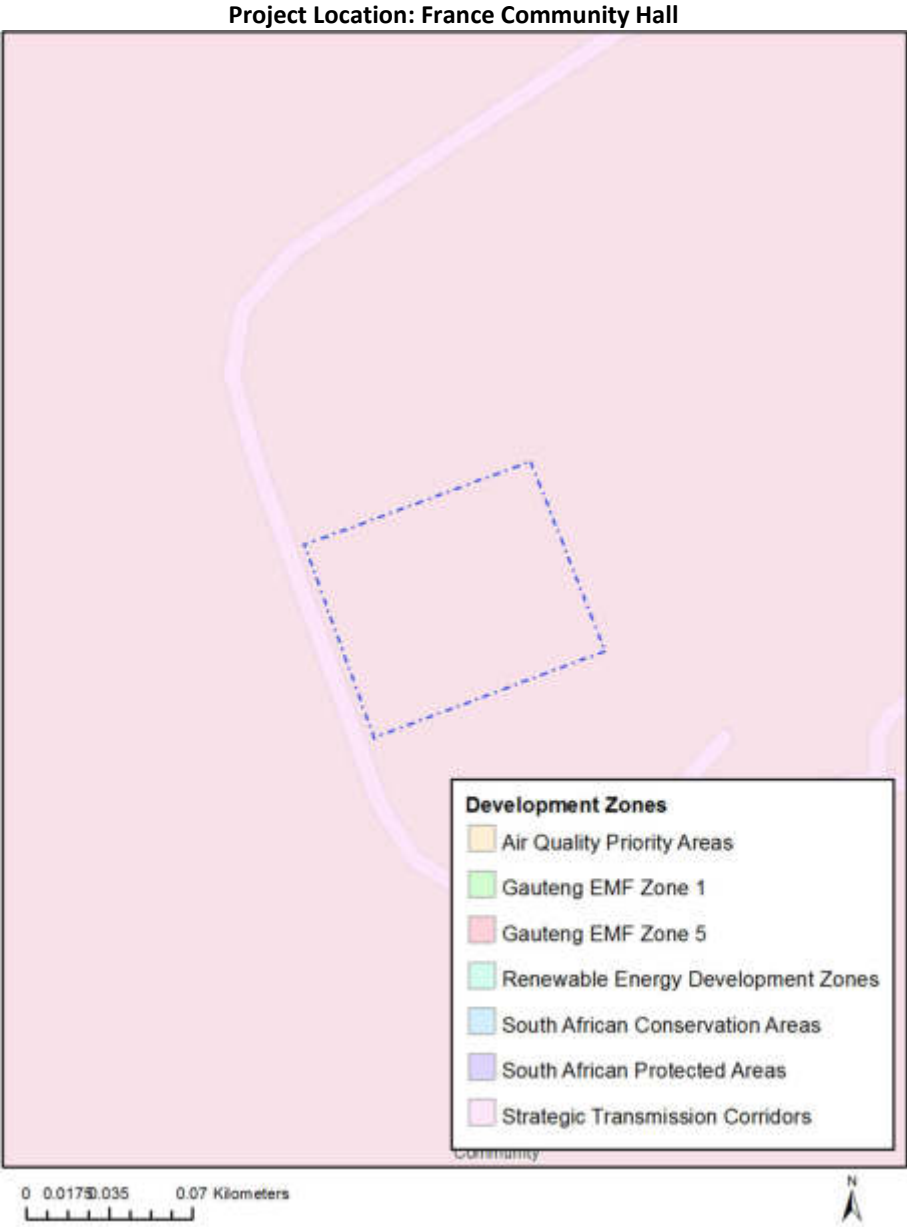 Project Location: France Community Hall
Development Zones
Air Quality Priority Areas
Gauteng EMF Zone 1
Gauteng EMF Zone 5
Renewable Energy Development Zones
South African Conservation Areas
South African Protected Areas
Strategic Transmission Corridors
Community
0 0.01750.035 0.07 Kilometers
N